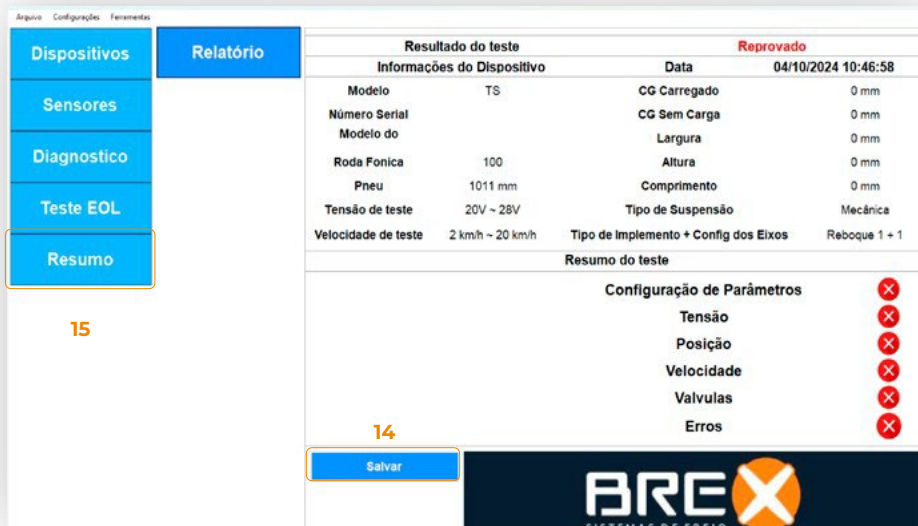 Arquivo Configurações Ferramentas
Dispositivos
Sensores
Diagnostico
Teste EOL
Resumo
15
Relatório
Resultado do teste Reprovado
Informações do Dispositivo Data 04/10/2024 10:46:58
Modelo TS CG Carregado 0 mm
Número Serial CG Sem Carga 0 mm
Modelo do Largura 0 mm
Roda Fonica 100 Altura 0 mm
Pneu 1011 mm Comprimento 0 mm
Tensão de teste 20V ~ 28V Tipo de Suspensão Mecânica
Velocidade de teste 2 km/h ~ 20 km/h Tipo de Implemento + Config dos Eixos Reboque 1 + 1
Resumo do teste
Configuração de Parâmetros
Tensão
Posição
Velocidade
Valvulas
Erros
14
Salvar
BREX
SISTEMAS DE FREIO